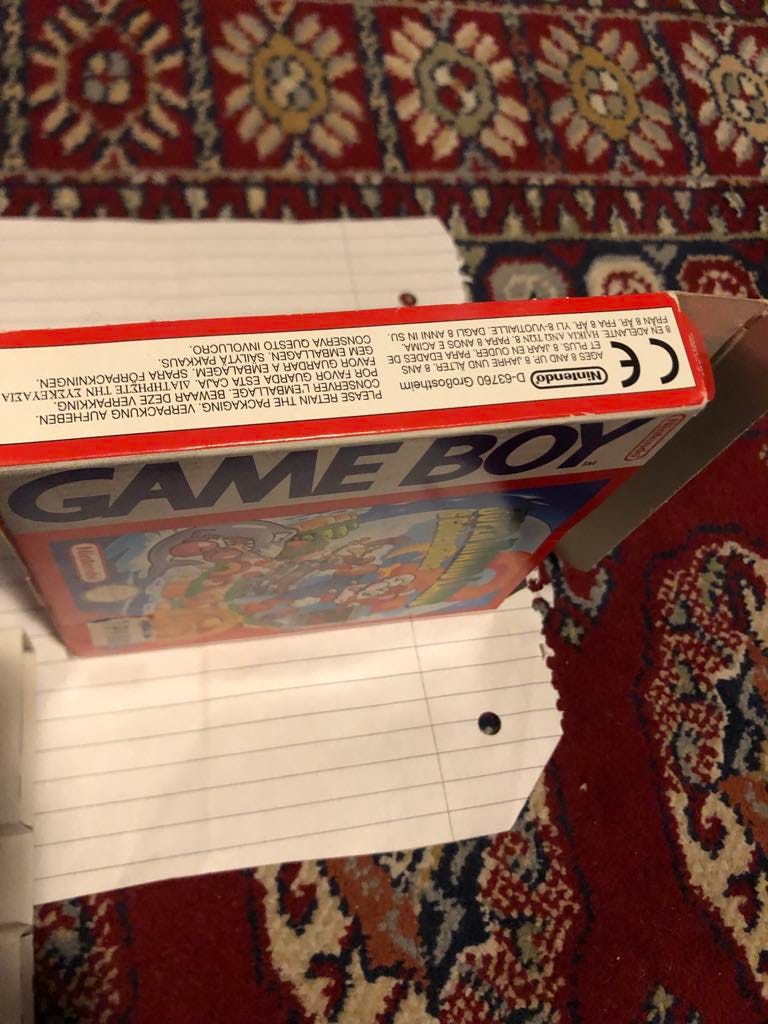 CE
Nintendo
D-63760 Großostheim
AGES 8 AND UP. 8 JAHRE UND ÄLTER. 8 ANS
ET PLUS. 8 JAAR EN OUDER. PARA EDADES DE
8 EN ADELANTE. ΗΛΙΚΙΑ ΑΝΩ ΤΩΝ 8. PARA 8 ANOS E ACIMA.
FRÅN 8 ÅR. FRA 8 ÅR. YLI 8-VUOTIAILLE. DAGLI 8 ANNI IN SU.
PLEASE RETAIN THE PACKAGING. VERPACKUNG AUFHEBEN.
CONSERVER L'EMBALLAGE. BEWAAR DEZE VERPAKKING.
POR FAVOR GUARDA ESTA CAJA. ΔΙΑΤΗΡΗΣΤΕ ΤΗΝ ΣΥΣΚΕΥΑΣΙΑ
FAVOR GUARDAR A EMBALAGEM. SPARA FÖRPACKNINGEN.
GEM EMBALLAGEN. SÄILYTÄ PAKKAUS.
CONSERVA QUESTO INVOLUCRO.
GAME BOY TM
Nintendo
Nintendo